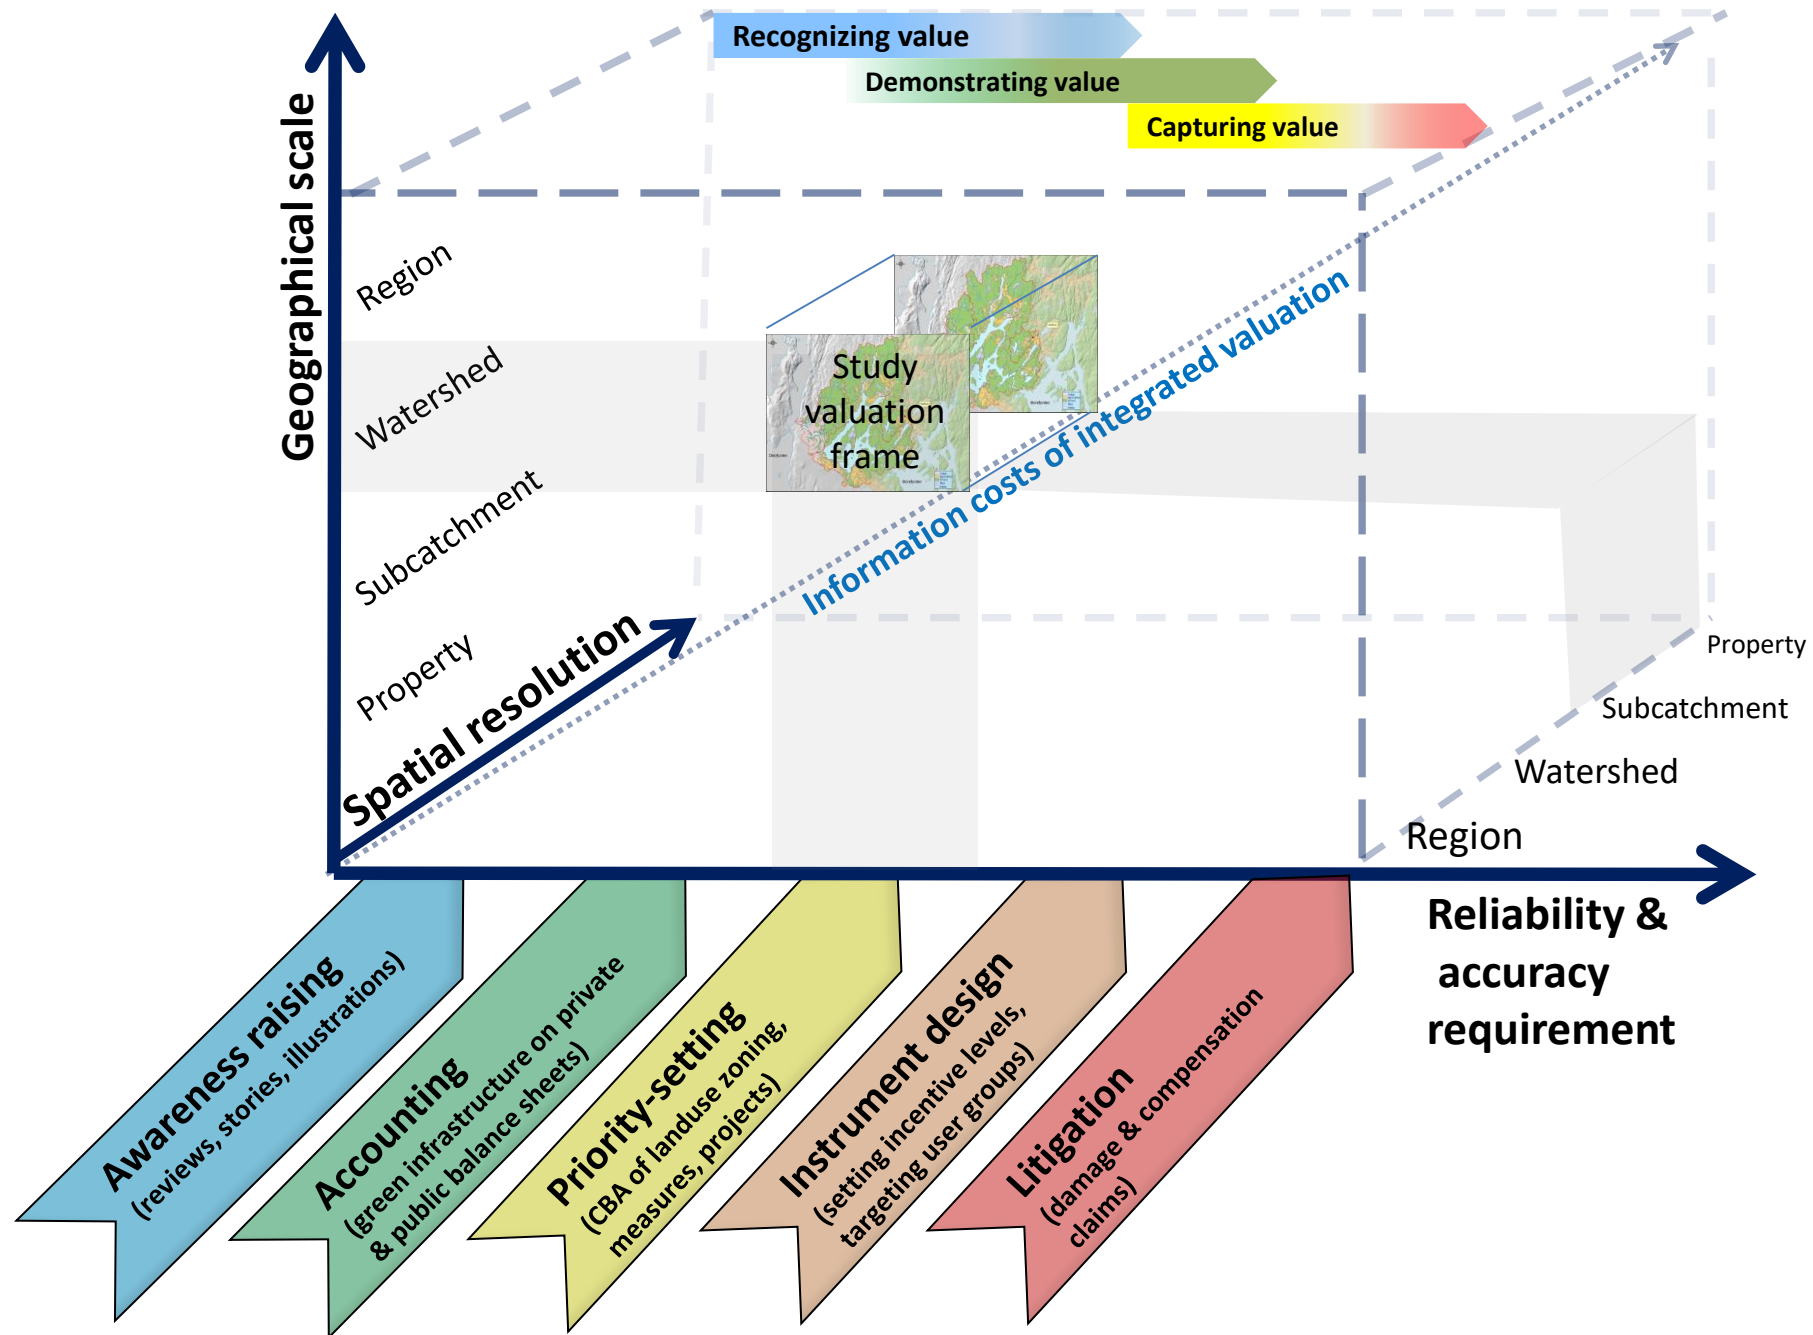 Recognizing value
Demonstrating value
Capturing value
Geographical scale
Region
Watershed
Subcatchment
Property
Spatial resolution
Study
valuation
frame
Information costs of integrated valuation
Property
Subcatchment
Watershed
Region
Reliability &
accuracy
requirement
Awareness raising
(reviews, stories, illustrations)
Accounting
(green infrastructure on private
& public balance sheets)
Priority-setting
(CBA of landuse zoning,
measures, projects)
Instrument design
(setting incentive levels,
targeting user groups)
Litigation
(damage & compensation
claims)